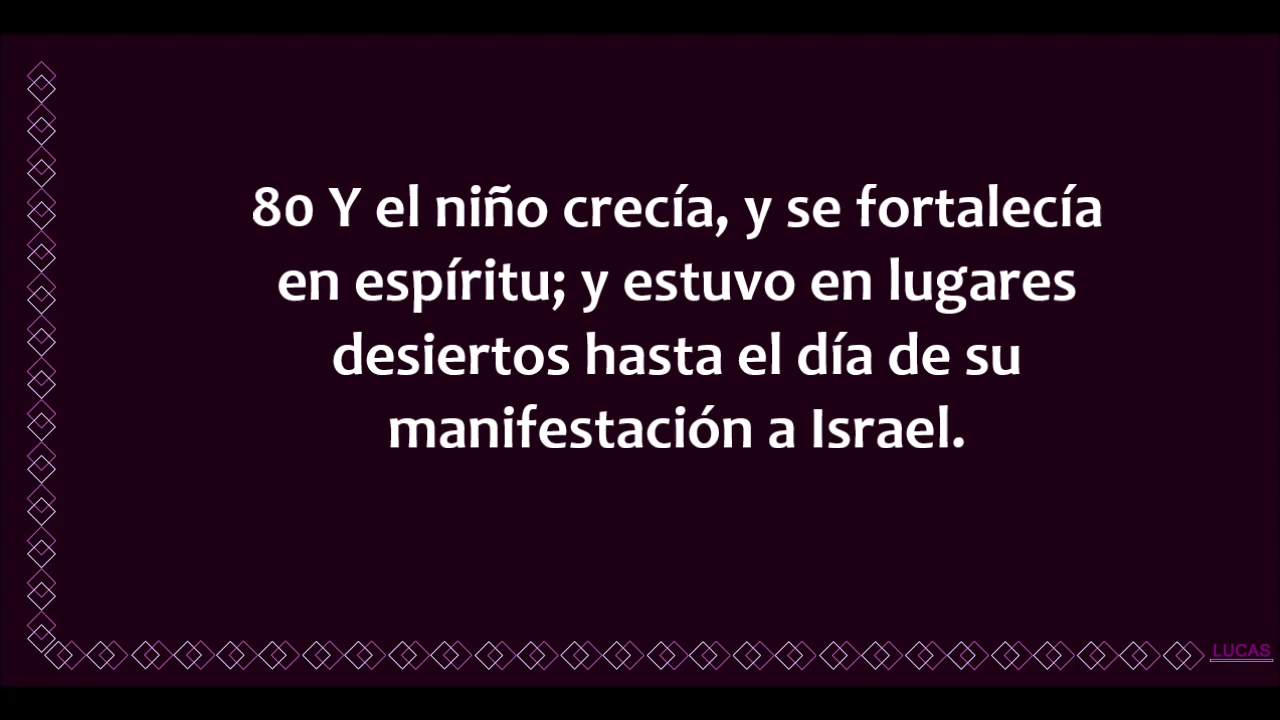 80 Y el niño crecía, y se fortalecía
en espíritu; y estuvo en lugares
desiertos hasta el día de su
manifestación a Israel.
LUCAS